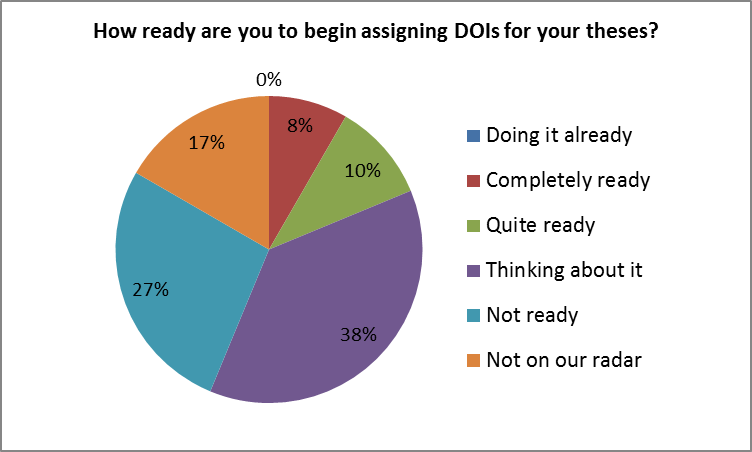 How ready are you to begin assigning DOIs for your theses?
0%
8%
10%
38%
27%
17%
Doing it already
Completely ready
Quite ready
Thinking about it
Not ready
Not on our radar